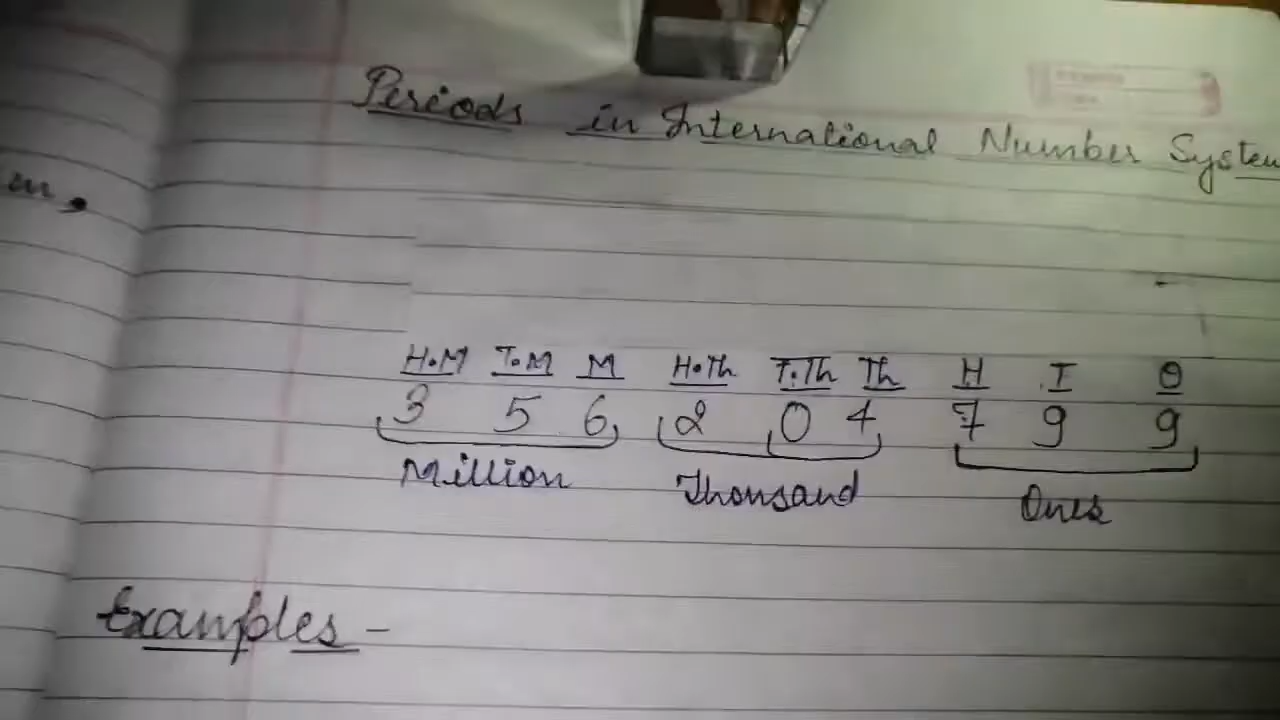 Periods in International Number System
m,
H.M T.M M H.Th T.Th Th H T O
3 5 6 2 0 4 7 9 9
Million Thousand Ones
Examples -